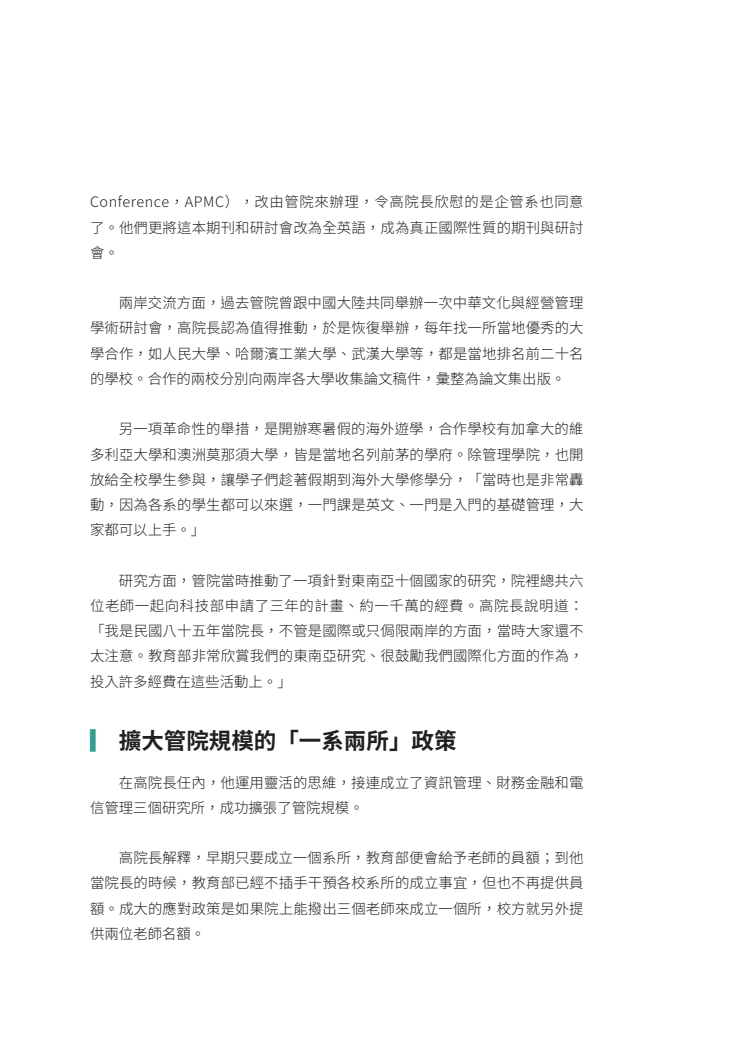 Conference，APMC），改由管院來辦理，令高院長欣慰的是企管系也同意
了。他們更將這本期刊和研討會改為全英語，成為真正國際性質的期刊與研討
會。
兩岸交流方面，過去管院曾跟中國大陸共同舉辦一次中華文化與經營管理
學術研討會，高院長認為值得推動，於是恢復舉辦，每年找一所當地優秀的大
學合作，如人民大學、哈爾濱工業大學、武漢大學等，都是當地排名前二十名
的學校。合作的兩校分別向兩岸各大學收集論文稿件，彙整為論文集出版。
另一項革命性的舉措，是開辦寒暑假的海外遊學，合作學校有加拿大的維
多利亞大學和澳洲莫那須大學，皆是當地名列前茅的學府。除管理學院，也開
放給全校學生參與，讓學子們趁著假期到海外大學修學分，「當時也是非常轟
動，因為各系的學生都可以來選，一門課是英文、一門是入門的基礎管理，大
家都可以上手。」
研究方面，管院當時推動了一項針對東南亞十個國家的研究，院裡總共六
位老師一起向科技部申請了三年的計畫、約一千萬的經費。高院長說明道：
「我是民國八十五年當院長，不管是國際或只侷限兩岸的方面，當時大家還不
太注意。教育部非常欣賞我們的東南亞研究、很鼓勵我們國際化方面的作為，
投入許多經費在這些活動上。」
擴大管院規模的「一系兩所」政策
在高院長任內，他運用靈活的思維，接連成立了資訊管理、財務金融和電
信管理三個研究所，成功擴張了管院規模。
高院長解釋，早期只要成立一個系所，教育部便會給予老師的員額；到他
當院長的時候，教育部已經不插手干預各校系所的成立事宜，但也不再提供員
額。成大的應對政策是如果院上能撥出三個老師來成立一個所，校方就另外提
供兩位老師名額。